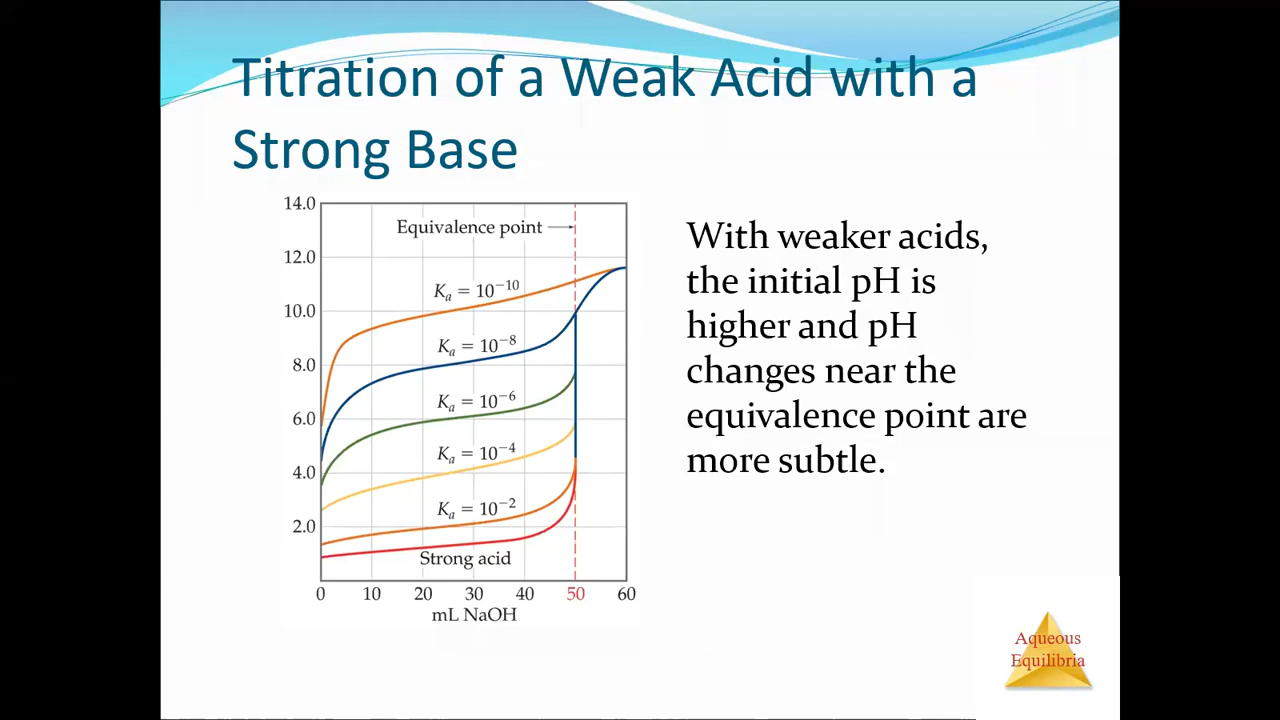 Titration of a Weak Acid with a
Strong Base
14.0
Equivalence point
12.0
Kₐ = 10⁻¹⁰
10.0
Kₐ = 10⁻⁸
8.0
Kₐ = 10⁻⁶
6.0
Kₐ = 10⁻⁴
4.0
Kₐ = 10⁻²
2.0
Strong acid
0 10 20 30 40 50 60
mL NaOH
With weaker acids,
the initial pH is
higher and pH
changes near the
equivalence point are
more subtle.
Aqueous
Equilibria